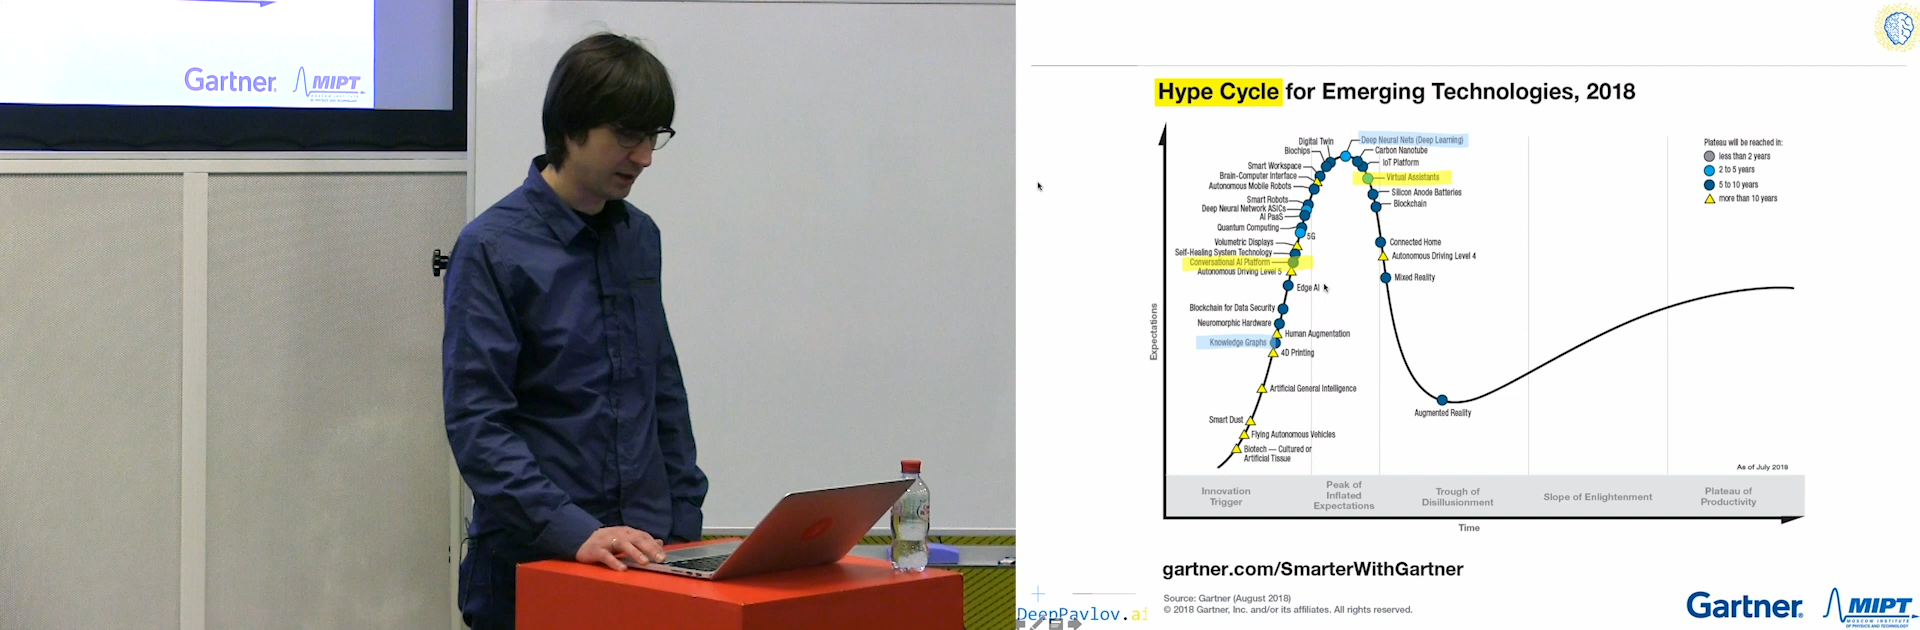 Gartner
MIPT
Hype Cycle for Emerging Technologies, 2018
Plateau will be reached in:
less than 2 years
2 to 5 years
5 to 10 years
more than 10 years
Expectations
Digital Twin
Biochips
Smart Workspace
Brain-Computer Interface
Autonomous Mobile Robots
Smart Robots
Deep Neural Network ASICs
AI PaaS
Quantum Computing
5G
Volumetric Displays
Self-Healing System Technology
Conversational AI Platform
Autonomous Driving Level 5
Edge AI
Blockchain for Data Security
Neuromorphic Hardware
Human Augmentation
Knowledge Graphs
4D Printing
Artificial General Intelligence
Smart Dust
Flying Autonomous Vehicles
Biotech — Cultured or
Artificial Tissue
Deep Neural Nets (Deep Learning)
Carbon Nanotube
IoT Platform
Virtual Assistants
Silicon Anode Batteries
Blockchain
Connected Home
Autonomous Driving Level 4
Mixed Reality
Augmented Reality
As of July 2018
Innovation
Trigger
Peak of
Inflated
Expectations
Trough of
Disillusionment
Slope of Enlightenment
Plateau of
Productivity
Time
gartner.com/SmarterWithGartner
Source: Gartner (August 2018)
© 2018 Gartner, Inc. and/or its affiliates. All rights reserved.
DeepPavlov.ai
Gartner
MIPT
MOSCOW INSTITUTE
OF PHYSICS AND TECHNOLOGY